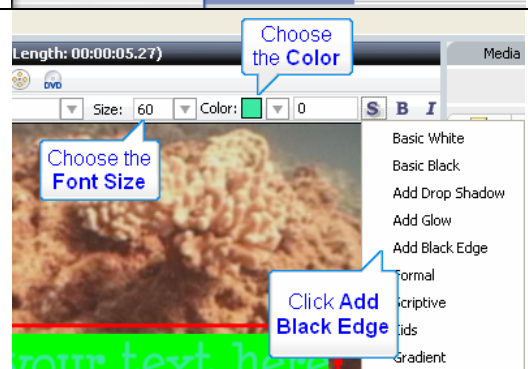 Length: 00:00:05.27)
Media
Choose
the Color
DVD
Size: 60 Color: 0 S B I
Choose the
Font Size
Basic White
Basic Black
Add Drop Shadow
Add Glow
Add Black Edge
Formal
Scriptive
Kids
Gradient
Click Add
Black Edge
your text here